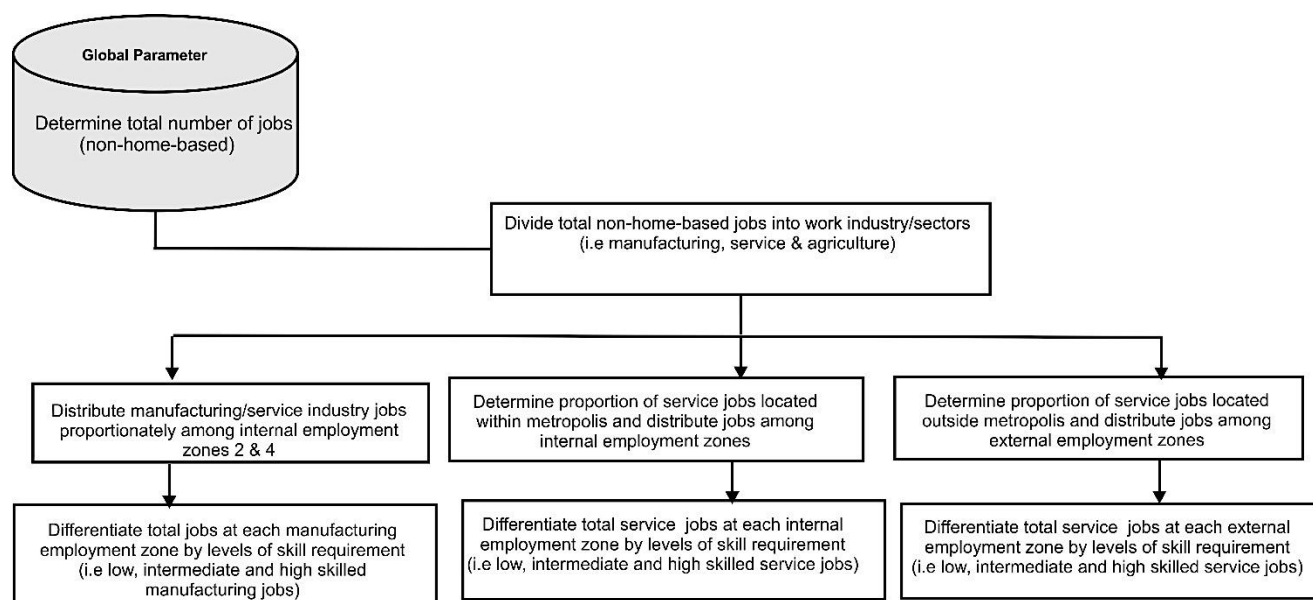 Global Parameter
Determine total number of jobs
(non-home-based)
Divide total non-home-based jobs into work industry/sectors
(i.e manufacturing, service & agriculture)
Distribute manufacturing/service industry jobs
proportionately among internal employment
zones 2 & 4
Determine proportion of service jobs located
within metropolis and distribute jobs among
internal employment zones
Determine proportion of service jobs located
outside metropolis and distribute jobs among
external employment zones
Differentiate total jobs at each manufacturing
employment zone by levels of skill requirement
(i.e low, intermediate and high skilled
manufacturing jobs)
Differentiate total service jobs at each internal
employment zone by levels of skill requirement
(i.e low, intermediate and high skilled service jobs)
Differentiate total service jobs at each external
employment zone by levels of skill requirement
(i.e low, intermediate and high skilled service jobs)